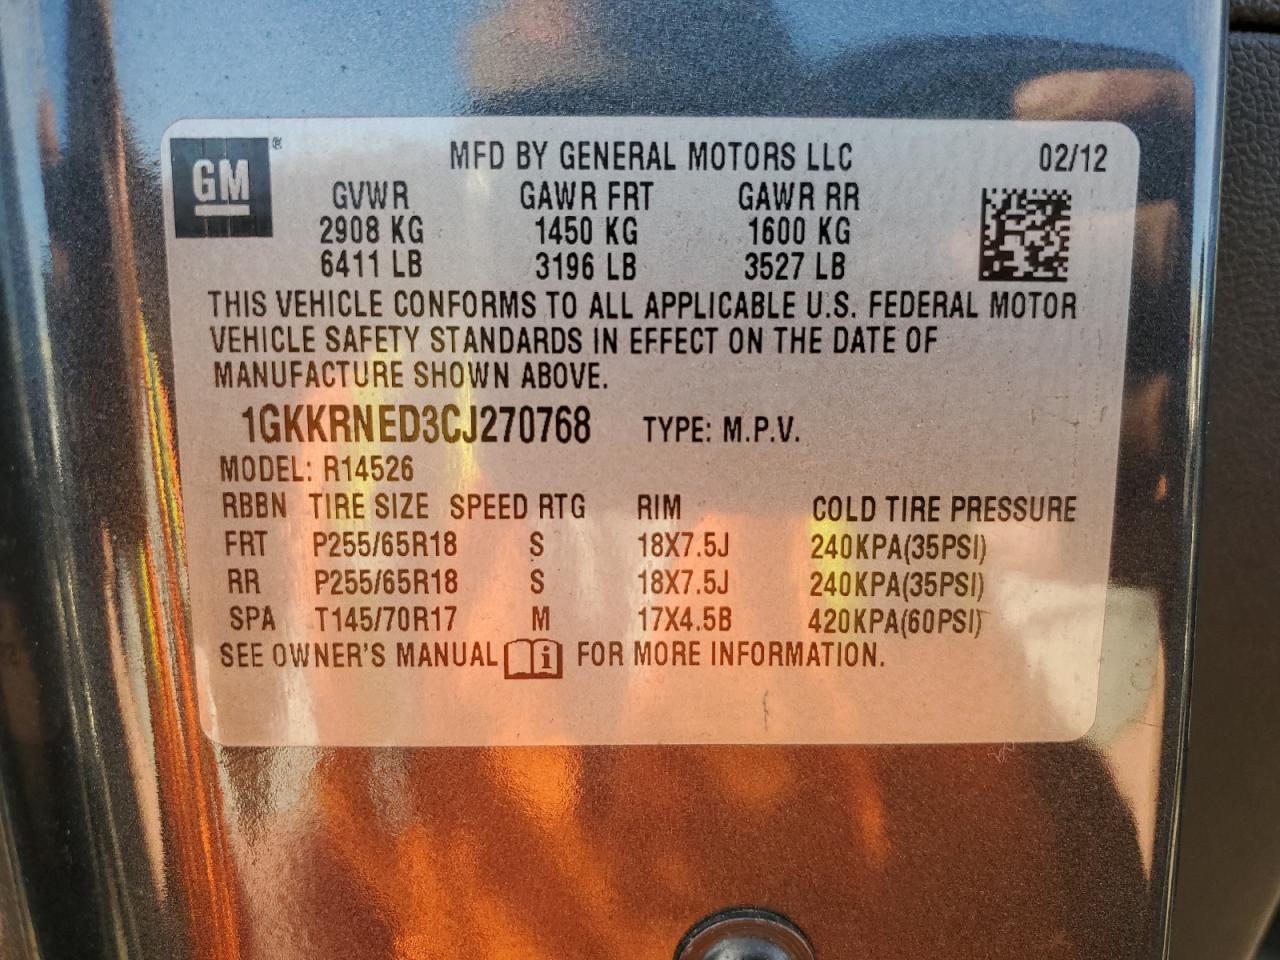 GM ® MFD BY GENERAL MOTORS LLC 02/12
GVWR GAWR FRT GAWR RR
2908 KG 1450 KG 1600 KG
6411 LB 3196 LB 3527 LB
THIS VEHICLE CONFORMS TO ALL APPLICABLE U.S. FEDERAL MOTOR
VEHICLE SAFETY STANDARDS IN EFFECT ON THE DATE OF
MANUFACTURE SHOWN ABOVE.
1GKKRNED3CJ270768 TYPE: M.P.V.
MODEL: R14526
RBBN TIRE SIZE SPEED RTG RIM COLD TIRE PRESSURE
FRT P255/65R18 S 18X7.5J 240KPA(35PSI)
RR P255/65R18 S 18X7.5J 240KPA(35PSI)
SPA T145/70R17 M 17X4.5B 420KPA(60PSI)
SEE OWNER'S MANUAL i FOR MORE INFORMATION.